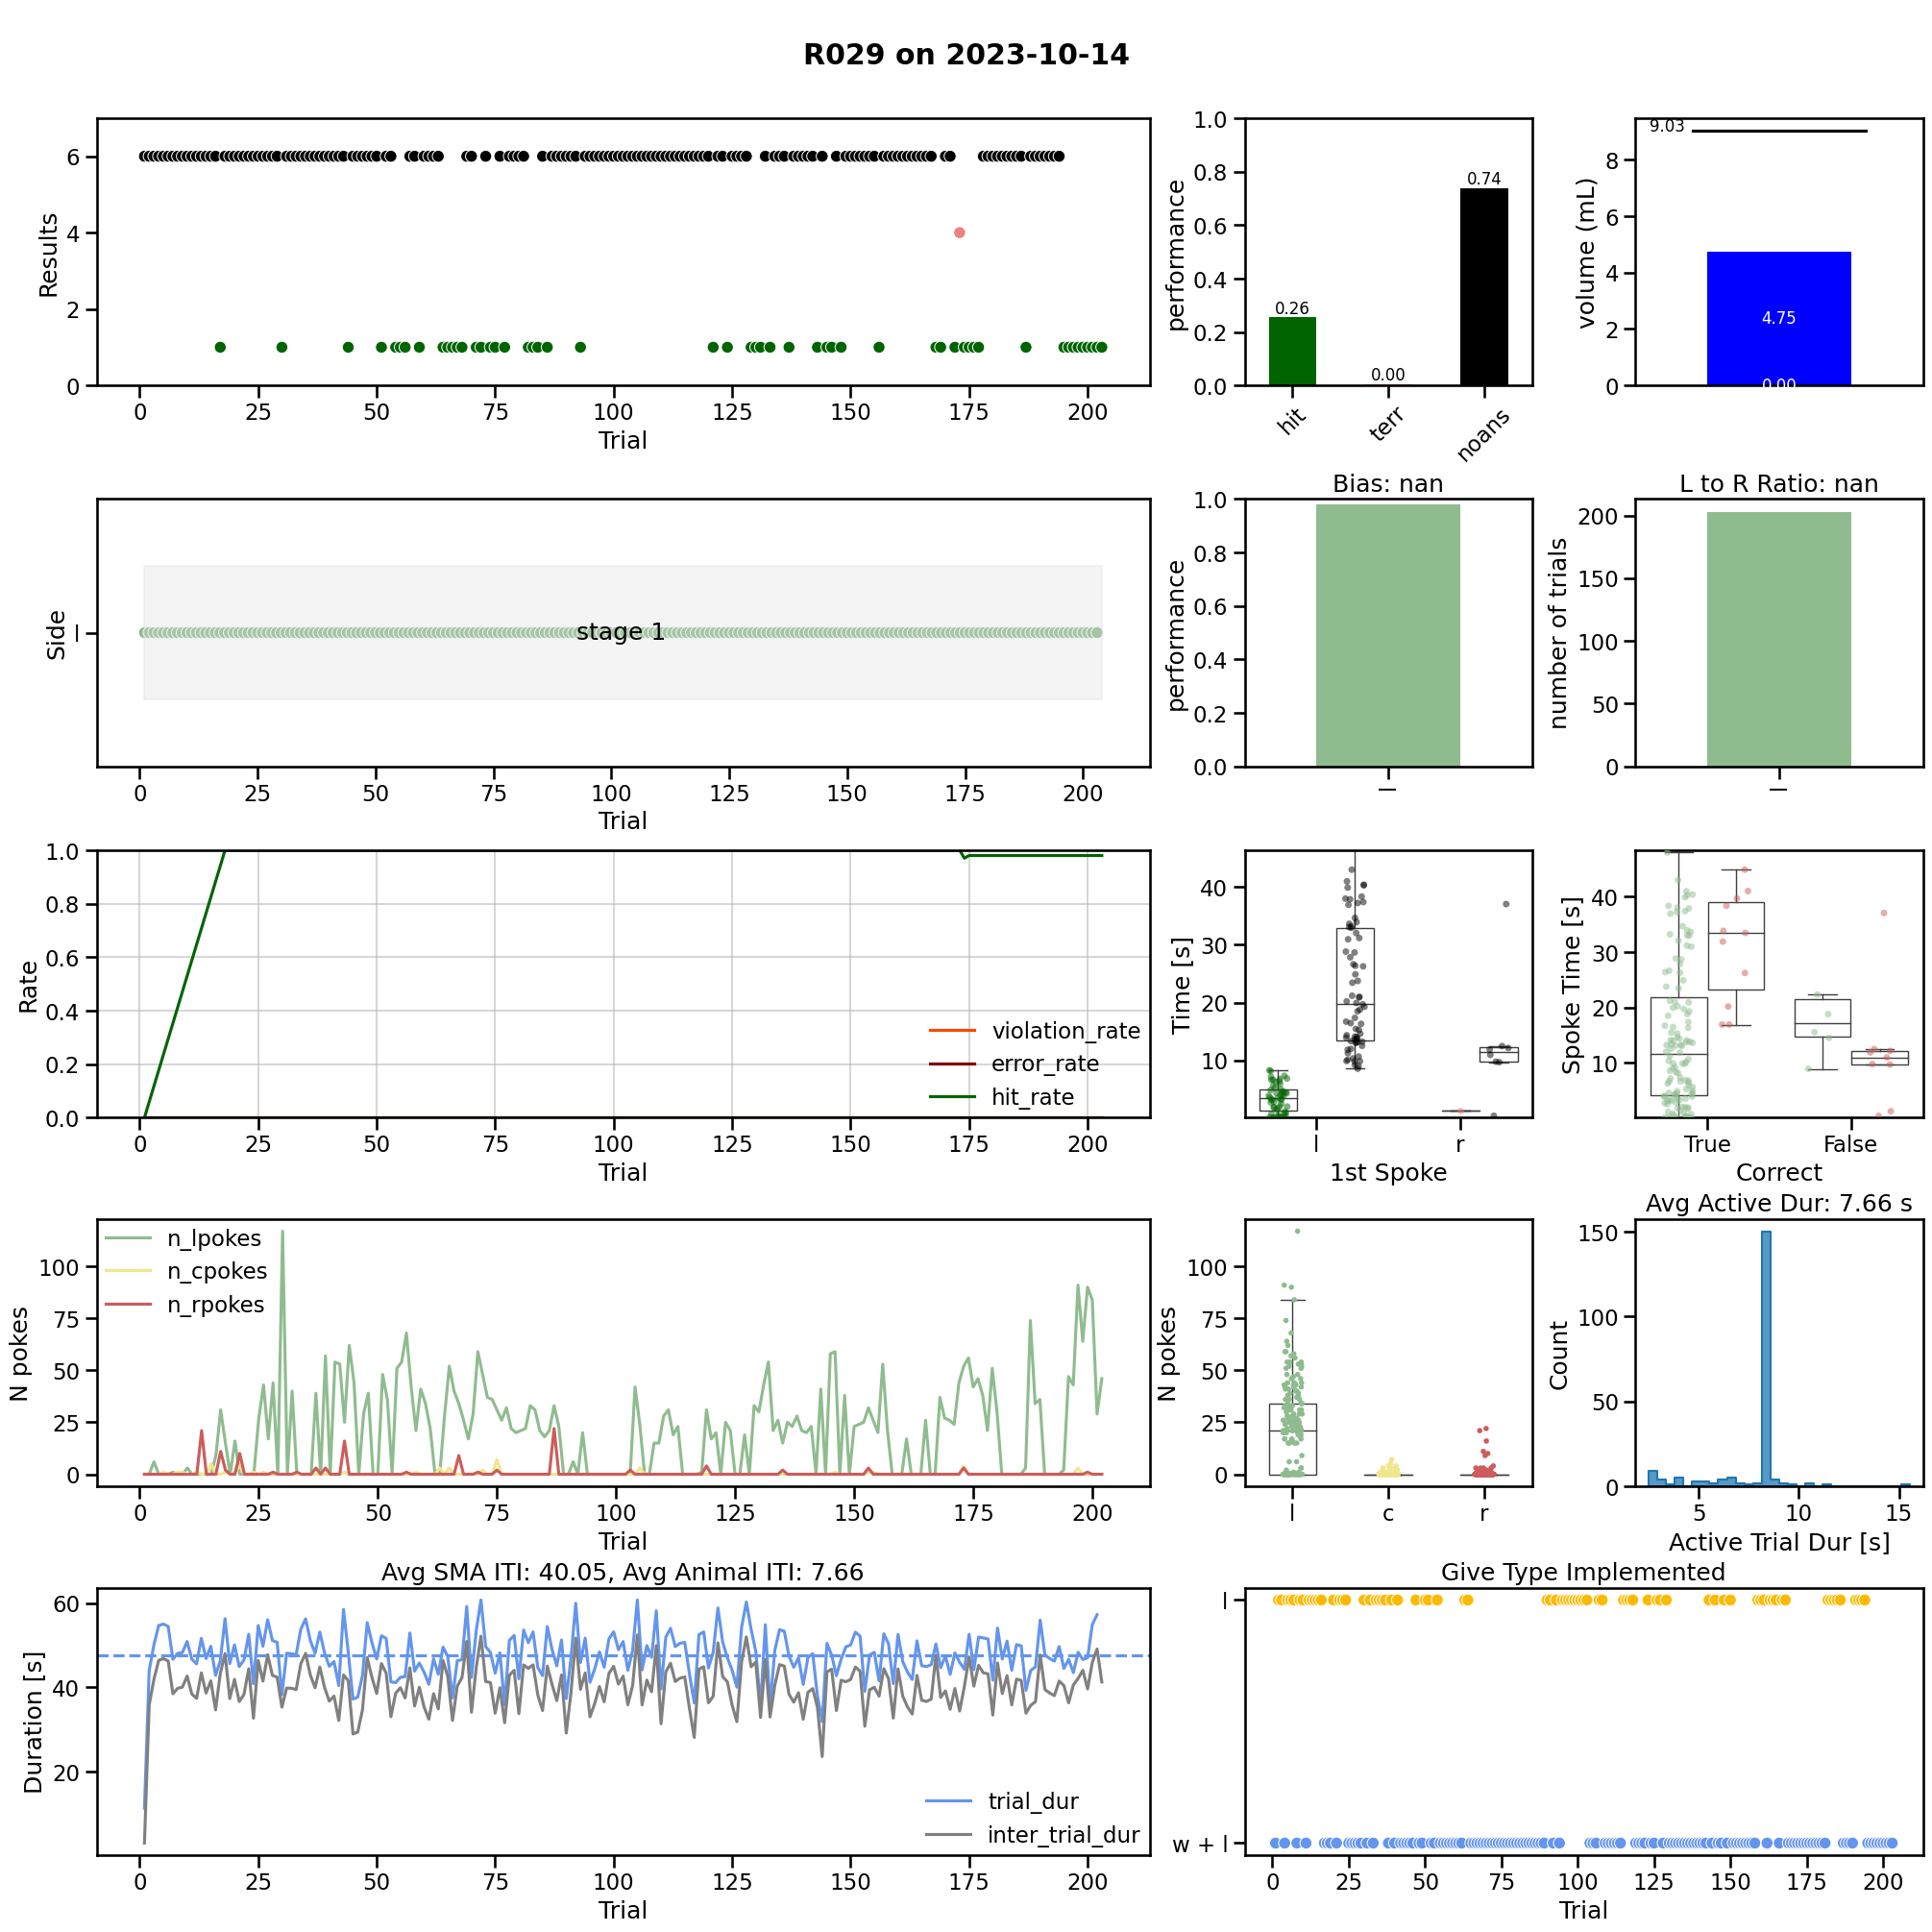 R029 on 2023-10-14
Results
6
4
2
0
0 25 50 75 100 125 150 175 200
Trial
performance
1.0
0.8
0.6
0.4
0.2
0.0
0.26
0.00
0.74
hit terr noans
volume (mL)
8
6
4
2
0
9.03
4.75
0.00
Side
l
stage 1
0 25 50 75 100 125 150 175 200
Trial
Bias: nan
performance
1.0
0.8
0.6
0.4
0.2
0.0
l
L to R Ratio: nan
number of trials
200
150
100
50
0
l
Rate
1.0
0.8
0.6
0.4
0.2
0.0
violation_rate
error_rate
hit_rate
0 25 50 75 100 125 150 175 200
Trial
Time [s]
40
30
20
10
l r
1st Spoke
Spoke Time [s]
40
30
20
10
True False
Correct
N pokes
100
75
50
25
0
n_lpokes
n_cpokes
n_rpokes
0 25 50 75 100 125 150 175 200
Trial
N pokes
100
75
50
25
0
l c r
Avg Active Dur: 7.66 s
Count
150
100
50
0
5 10 15
Active Trial Dur [s]
Avg SMA ITI: 40.05, Avg Animal ITI: 7.66
Duration [s]
60
40
20
trial_dur
inter_trial_dur
0 25 50 75 100 125 150 175 200
Trial
Give Type Implemented
l
w + l
0 25 50 75 100 125 150 175 200
Trial